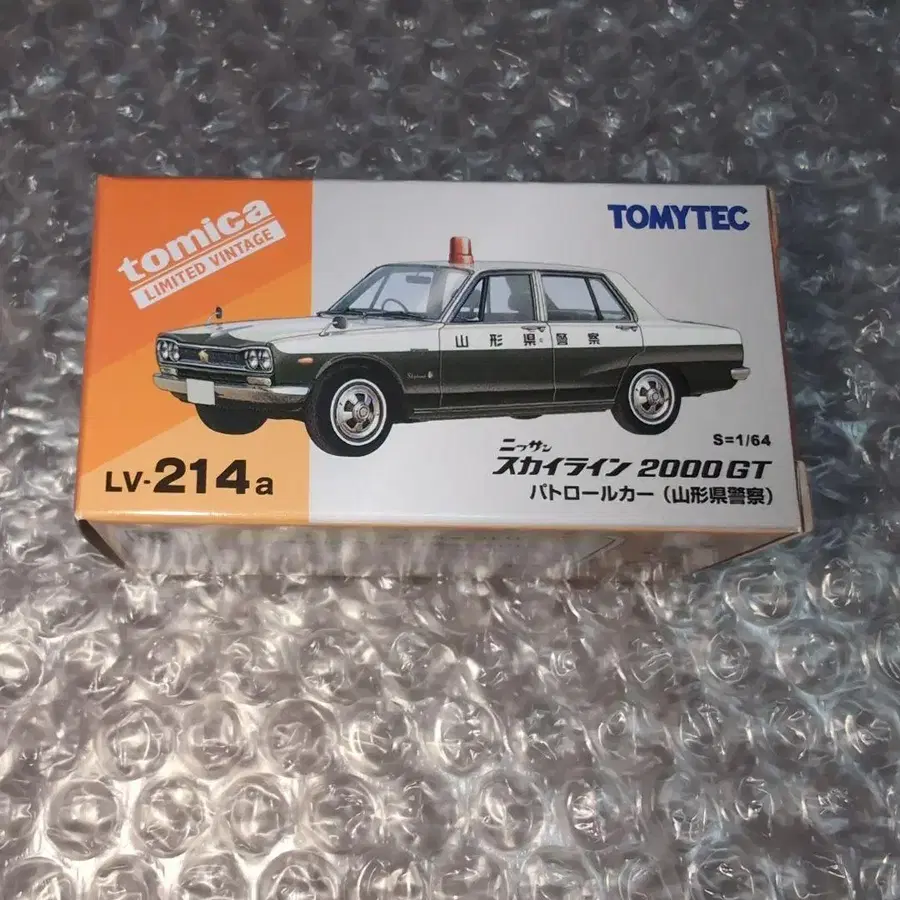 tomica
LIMITED VINTAGE
TOMYTEC
山形県警察
S=1/64
ニッサン
スカイライン 2000GT
パトロールカー(山形県警察)
LV-214a